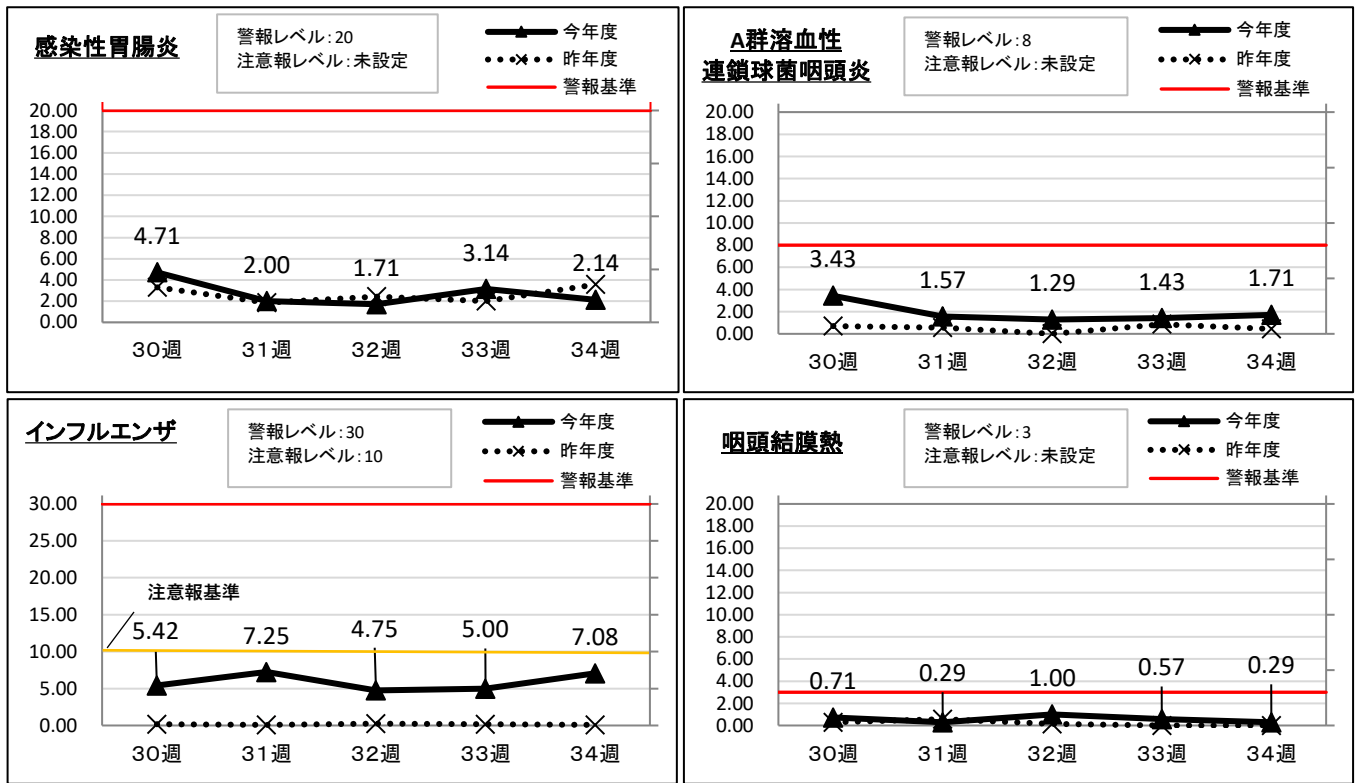 感染性胃腸炎
警報レベル：20
注意報レベル：未設定
今年度
昨年度
警報基準
20.00
18.00
16.00
14.00
12.00
10.00
8.00
6.00
4.00
2.00
0.00
4.71
2.00
1.71
3.14
2.14
30週
31週
32週
33週
34週
A群溶血性
連鎖球菌咽頭炎
警報レベル：8
注意報レベル：未設定
今年度
昨年度
警報基準
20.00
18.00
16.00
14.00
12.00
10.00
8.00
6.00
4.00
2.00
0.00
3.43
1.57
1.29
1.43
1.71
30週
31週
32週
33週
34週
インフルエンザ
警報レベル：30
注意報レベル：10
今年度
昨年度
警報基準
30.00
25.00
20.00
15.00
10.00
5.00
0.00
注意報基準
5.42
7.25
4.75
5.00
7.08
30週
31週
32週
33週
34週
咽頭結膜熱
警報レベル：3
注意報レベル：未設定
今年度
昨年度
警報基準
20.00
18.00
16.00
14.00
12.00
10.00
8.00
6.00
4.00
2.00
0.00
0.71
0.29
1.00
0.57
0.29
30週
31週
32週
33週
34週